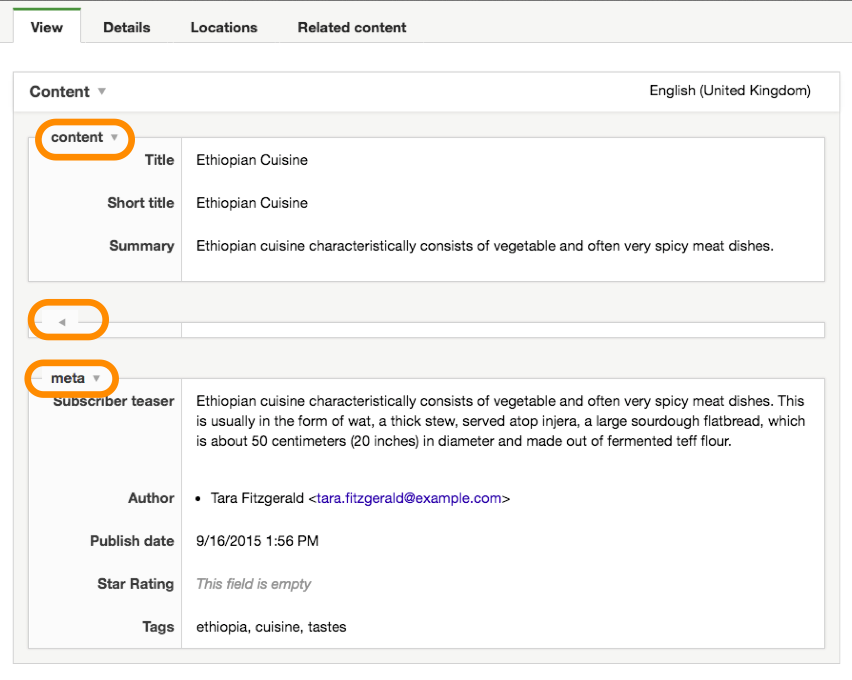 View Details Locations Related content
Content English (United Kingdom)
content
Title Ethiopian Cuisine
Short title Ethiopian Cuisine
Summary Ethiopian cuisine characteristically consists of vegetable and often very spicy meat dishes.
meta
Subscriber teaser Ethiopian cuisine characteristically consists of vegetable and often very spicy meat dishes. This
is usually in the form of wat, a thick stew, served atop injera, a large sourdough flatbread, which
is about 50 centimeters (20 inches) in diameter and made out of fermented teff flour.
Author • Tara Fitzgerald <tara.fitzgerald@example.com>
Publish date 9/16/2015 1:56 PM
Star Rating This field is empty
Tags ethiopia, cuisine, tastes